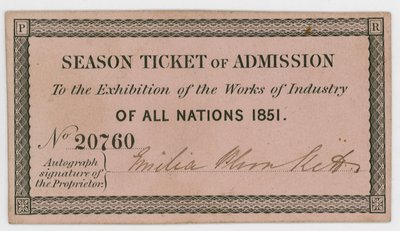 P R
SEASON TICKET OF ADMISSION
To the Exhibition of the Works of Industry
OF ALL NATIONS 1851.
No 20760
Autograph
signature of
the Proprietor.
Emilia